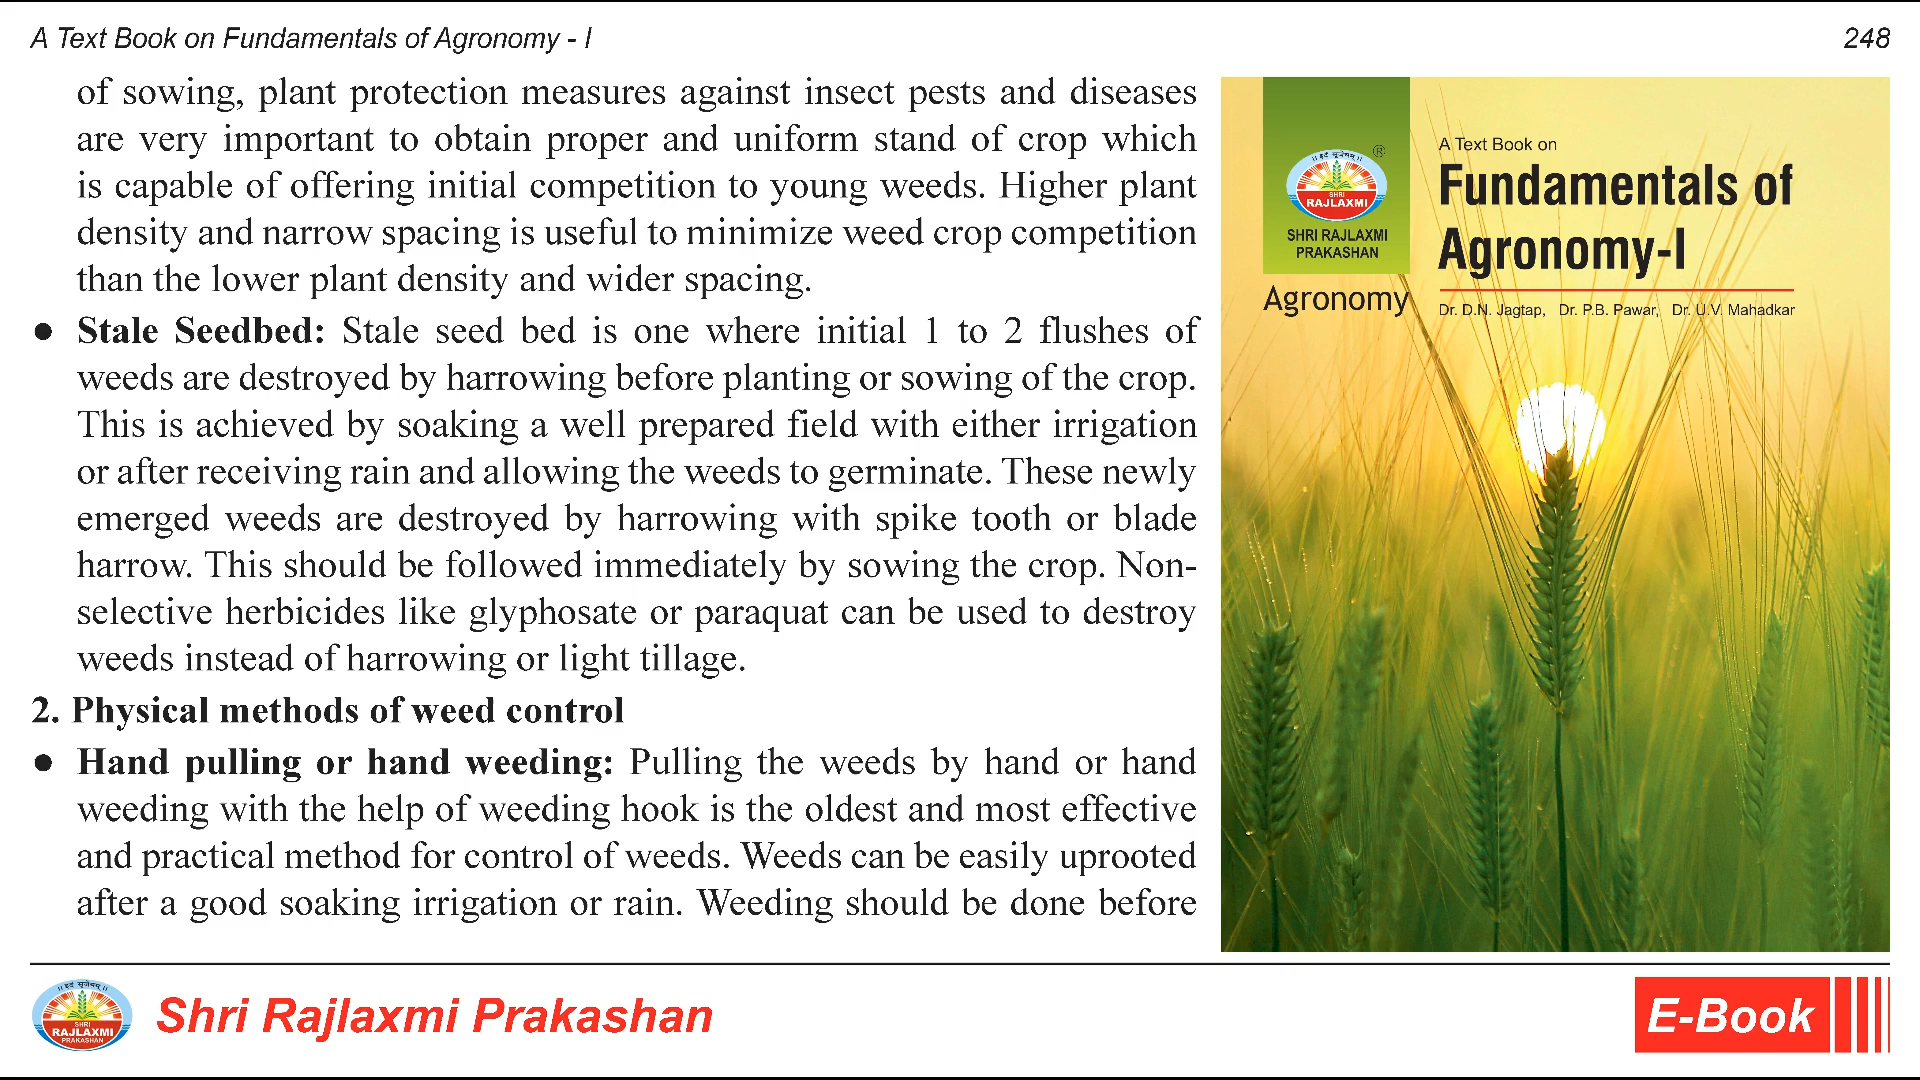 A Text Book on Fundamentals of Agronomy - I
248
of sowing, plant protection measures against insect pests and diseases
are very important to obtain proper and uniform stand of crop which
is capable of offering initial competition to young weeds. Higher plant
density and narrow spacing is useful to minimize weed crop competition
than the lower plant density and wider spacing.
● Stale Seedbed: Stale seed bed is one where initial 1 to 2 flushes of
weeds are destroyed by harrowing before planting or sowing of the crop.
This is achieved by soaking a well prepared field with either irrigation
or after receiving rain and allowing the weeds to germinate. These newly
emerged weeds are destroyed by harrowing with spike tooth or blade
harrow. This should be followed immediately by sowing the crop. Non-
selective herbicides like glyphosate or paraquat can be used to destroy
weeds instead of harrowing or light tillage.
2. Physical methods of weed control
● Hand pulling or hand weeding: Pulling the weeds by hand or hand
weeding with the help of weeding hook is the oldest and most effective
and practical method for control of weeds. Weeds can be easily uprooted
after a good soaking irrigation or rain. Weeding should be done before
®
SHRI
RAJLAXMI
SHRI RAJLAXMI
PRAKASHAN
Agronomy
A Text Book on
Fundamentals of
Agronomy-I
Dr. D.N. Jagtap, Dr. P.B. Pawar, Dr. U.V. Mahadkar
SHRI
RAJLAXMI
PRAKASHAN
Shri Rajlaxmi Prakashan
E-Book